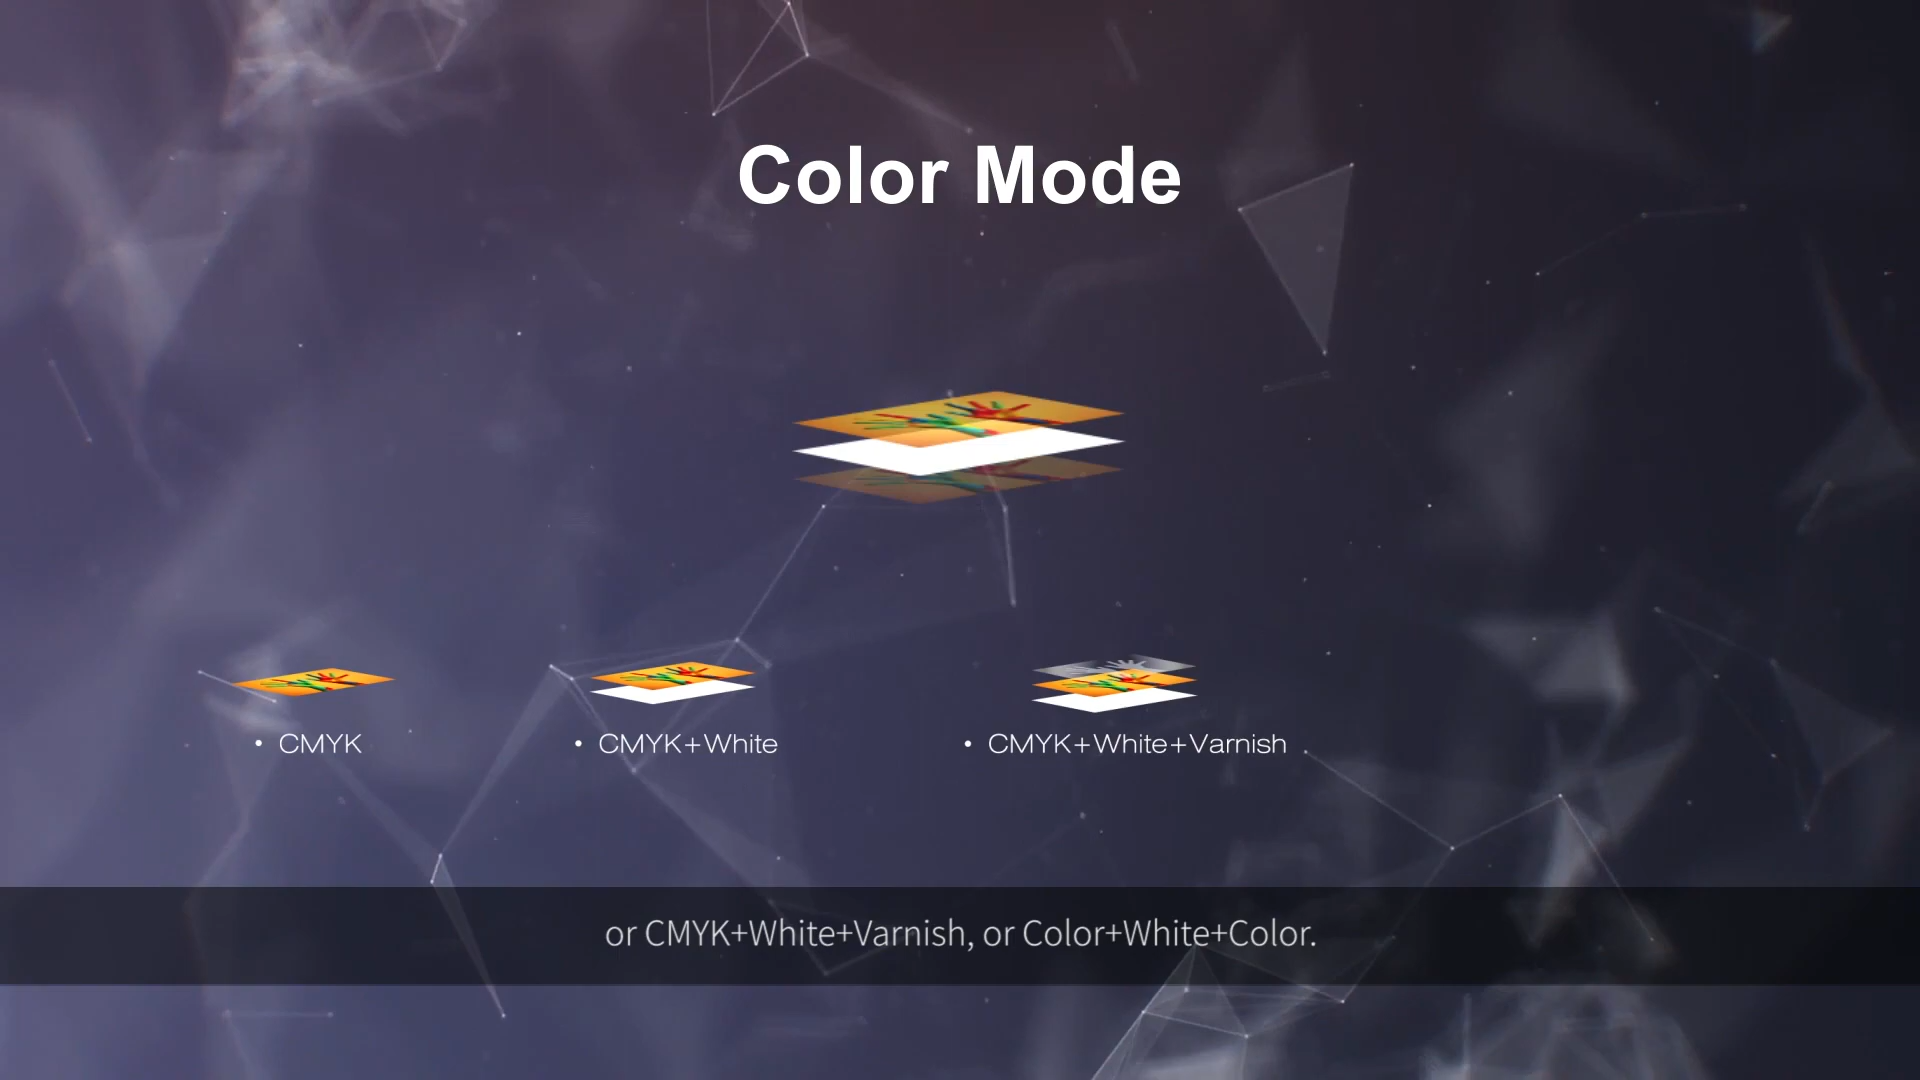 Color Mode
• CMYK
• CMYK+White
• CMYK+White+Varnish
or CMYK+White+Varnish, or Color+White+Color.